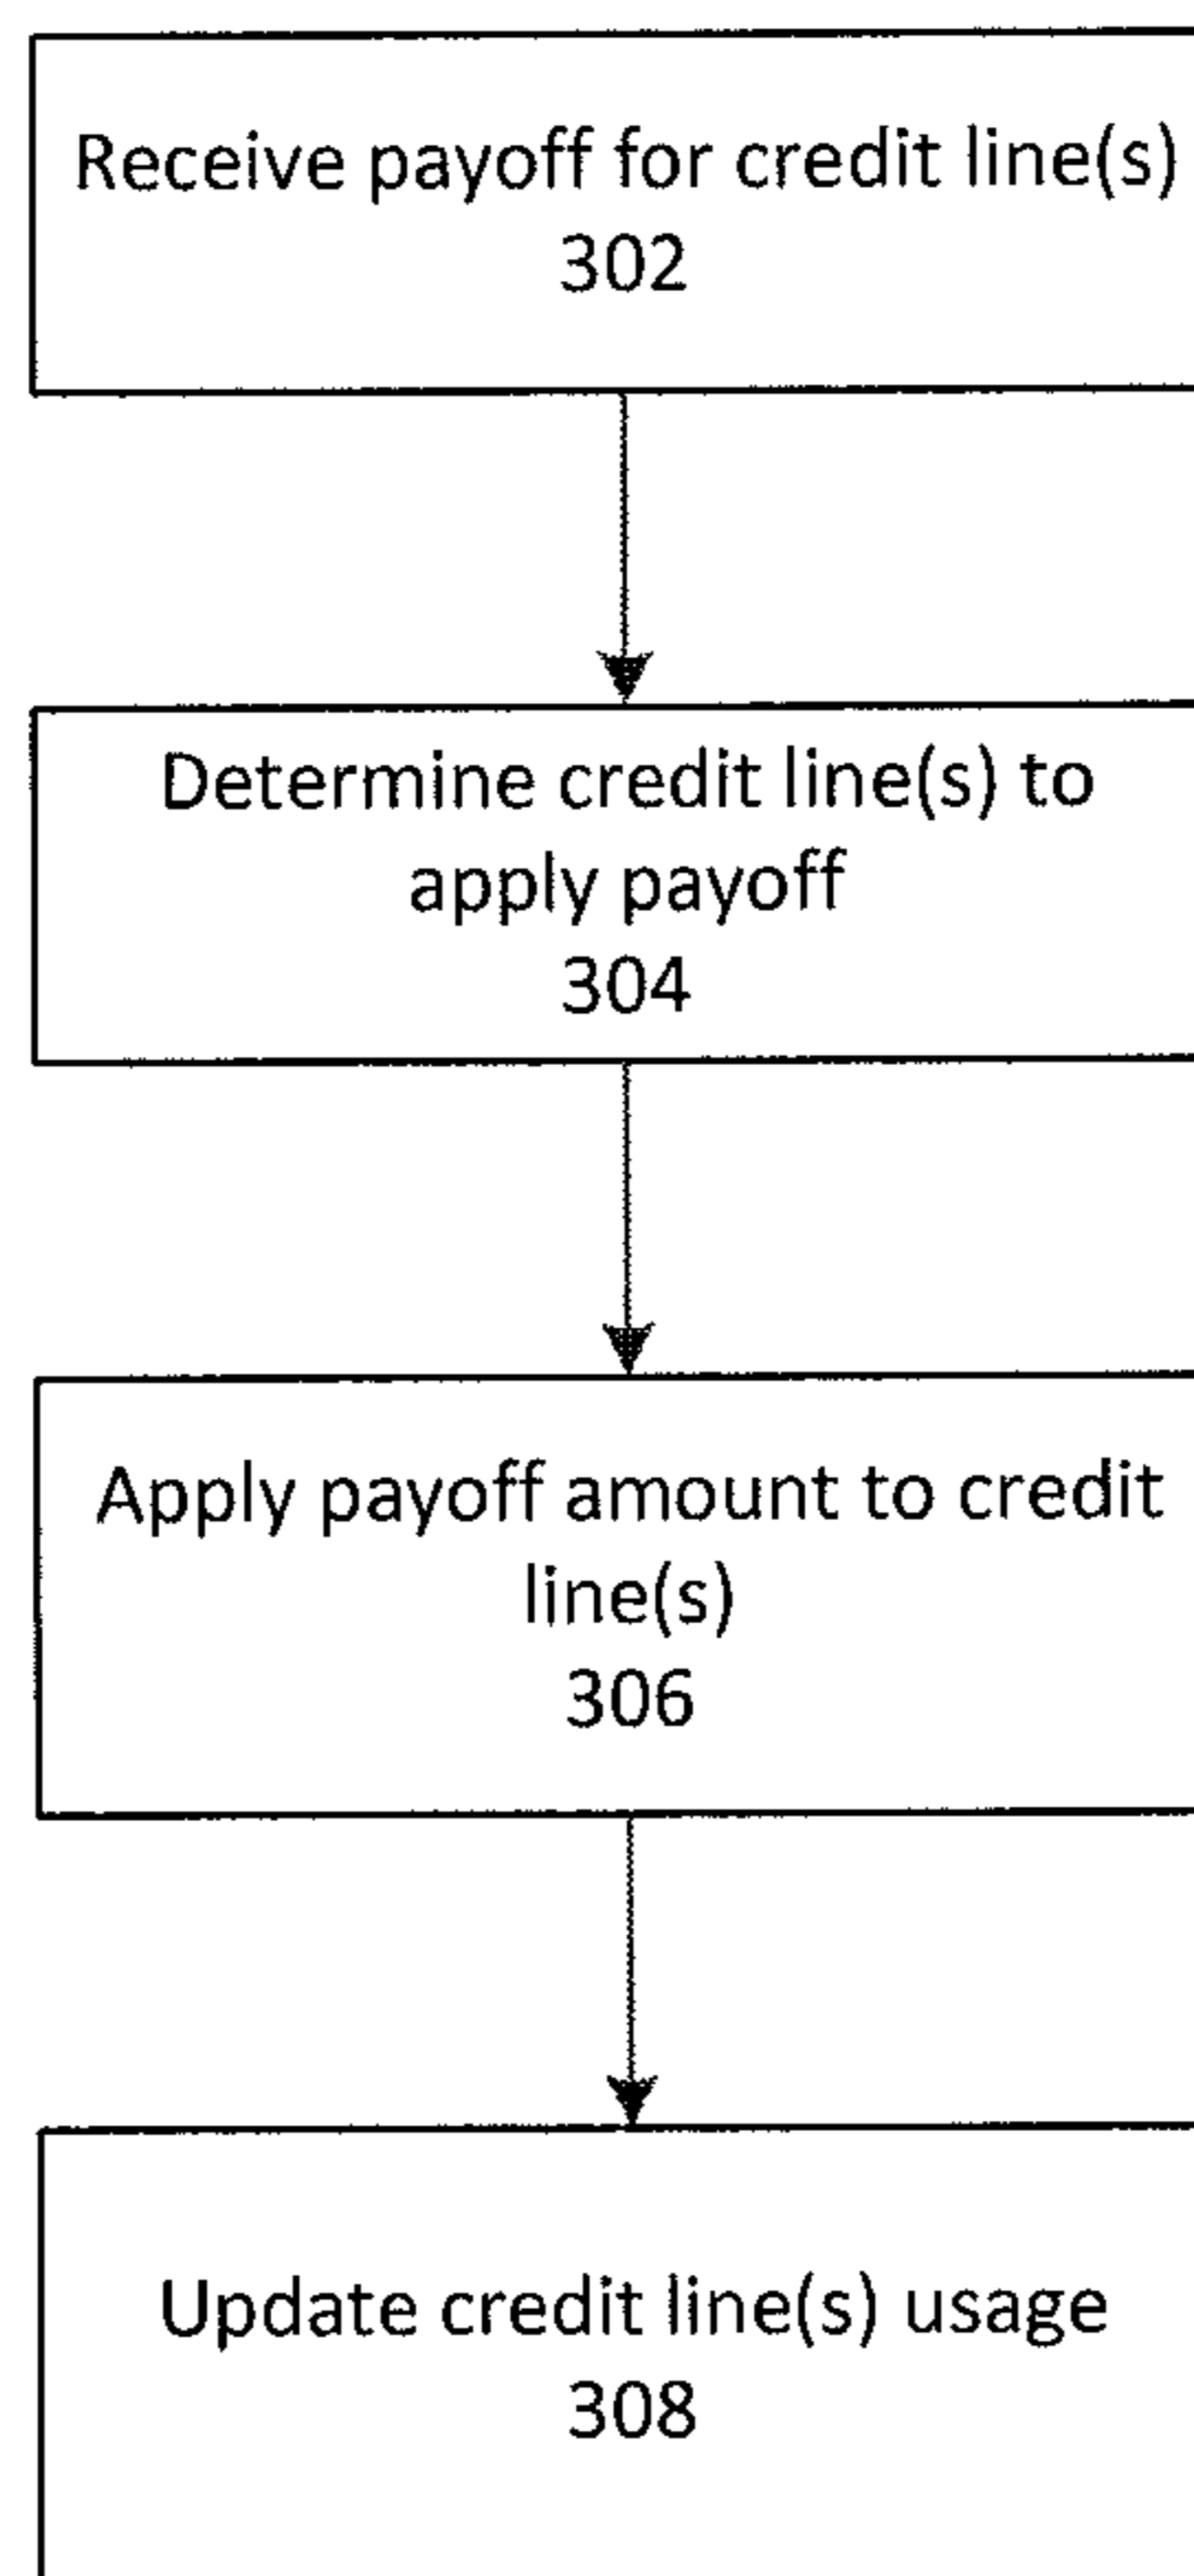 Receive payoff for credit line(s)
302
Determine credit line(s) to
apply payoff
304
Apply payoff amount to credit
line(s)
306
Update credit line(s) usage
308